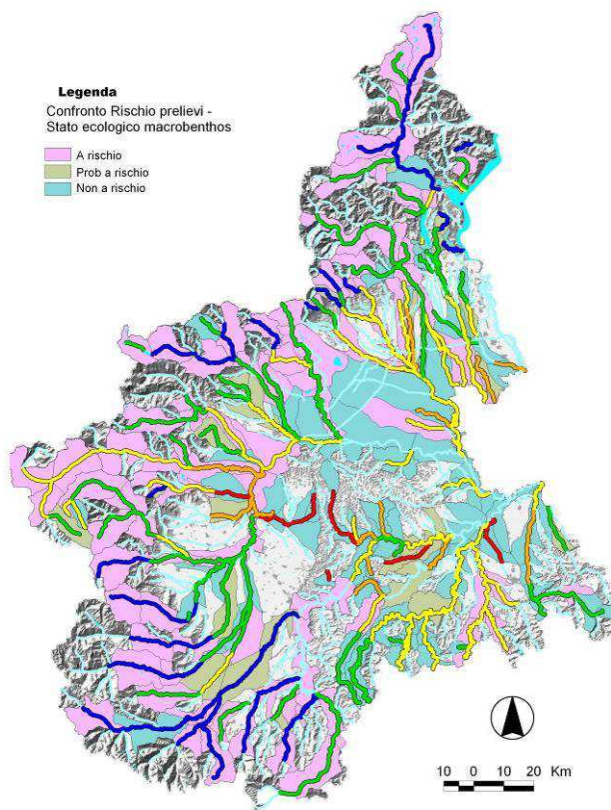 Legenda
Confronto Rischio prelievi -
Stato ecologico macrobenthos
A rischio
Prob a rischio
Non a rischio
10 0 10 20 Km